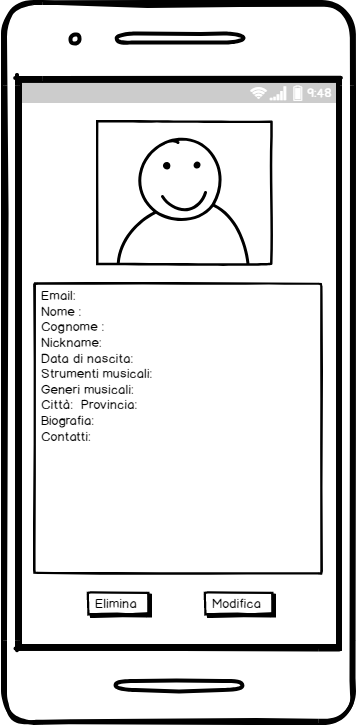 9:48
Email:
Nome :
Cognome :
Nickname:
Data di nascita:
Strumenti musicali:
Generi musicali:
Città:  Provincia:
Biografia:
Contatti:
Elimina
Modifica